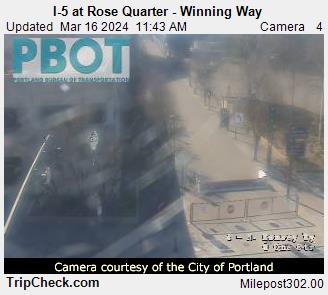 I-5 at Rose Quarter - Winning Way
Updated Mar 16 2024 11:43 AM Camera 4
PBOT
PORTLAND BUREAU OF TRANSPORTATION
Camera courtesy of the City of Portland
TripCheck.com Milepost302.00